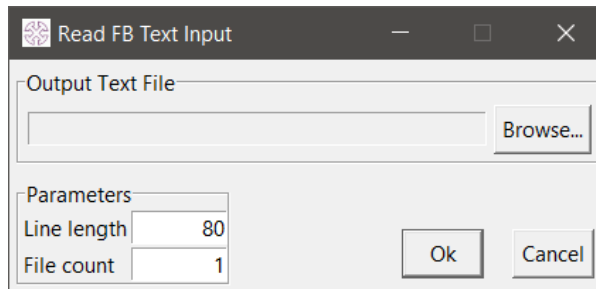 Read FB Text Input
Output Text File
Browse...
Parameters
Line length 80
File count 1
Ok
Cancel